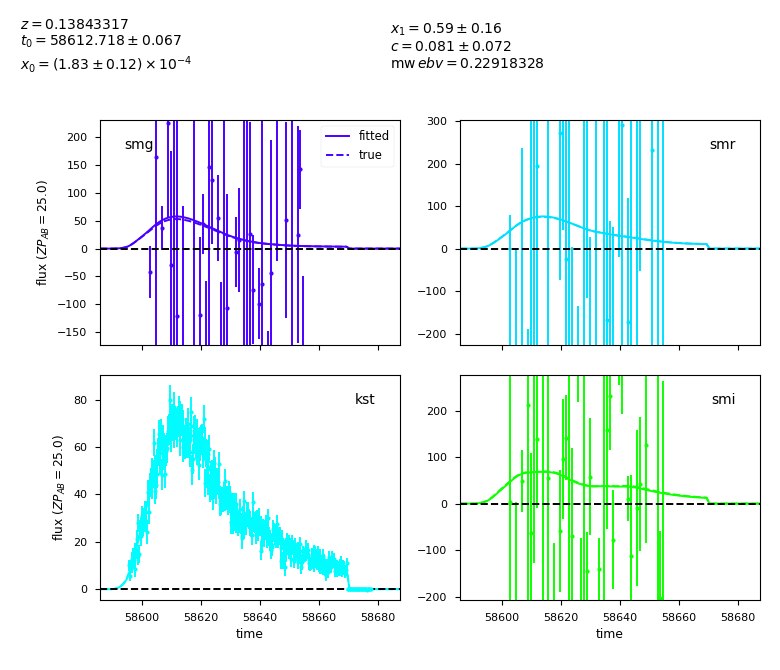 z = 0.13843317
t₀ = 58612.718 ± 0.067
x₀ = (1.83 ± 0.12) × 10⁻⁴
x₁ = 0.59 ± 0.16
c = 0.081 ± 0.072
mw ebv = 0.22918328
smg
fitted
true
200
150
100
50
0
−50
−100
−150
flux (ZP_AB = 25.0)
smr
300
200
100
0
−100
−200
kst
80
60
40
20
0
flux (ZP_AB = 25.0)
58600 58620 58640 58660 58680
time
smi
200
100
0
−100
−200
58600 58620 58640 58660 58680
time